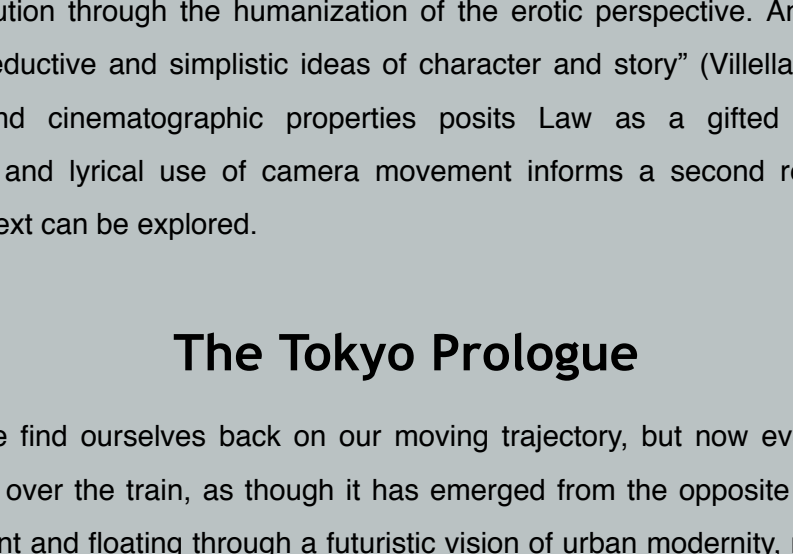 ution through the humanization of the erotic perspective. An
eductive and simplistic ideas of character and story” (Villella
nd cinematographic properties posits Law as a gifted
and lyrical use of camera movement informs a second re
ext can be explored.
The Tokyo Prologue
e find ourselves back on our moving trajectory, but now ev
over the train, as though it has emerged from the opposite
nt and floating through a futuristic vision of urban modernity,